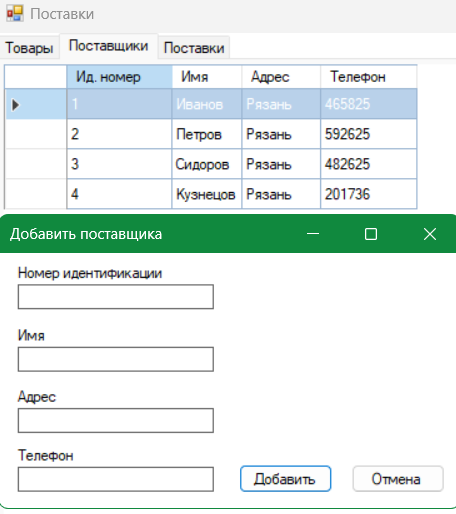 Поставки
Товары Поставщики Поставки
Ид. номер Имя Адрес Телефон
1 Иванов Рязань 465825
2 Петров Рязань 592625
3 Сидоров Рязань 482625
4 Кузнецов Рязань 201736
Добавить поставщика
Номер идентификации
Имя
Адрес
Телефон
Добавить Отмена